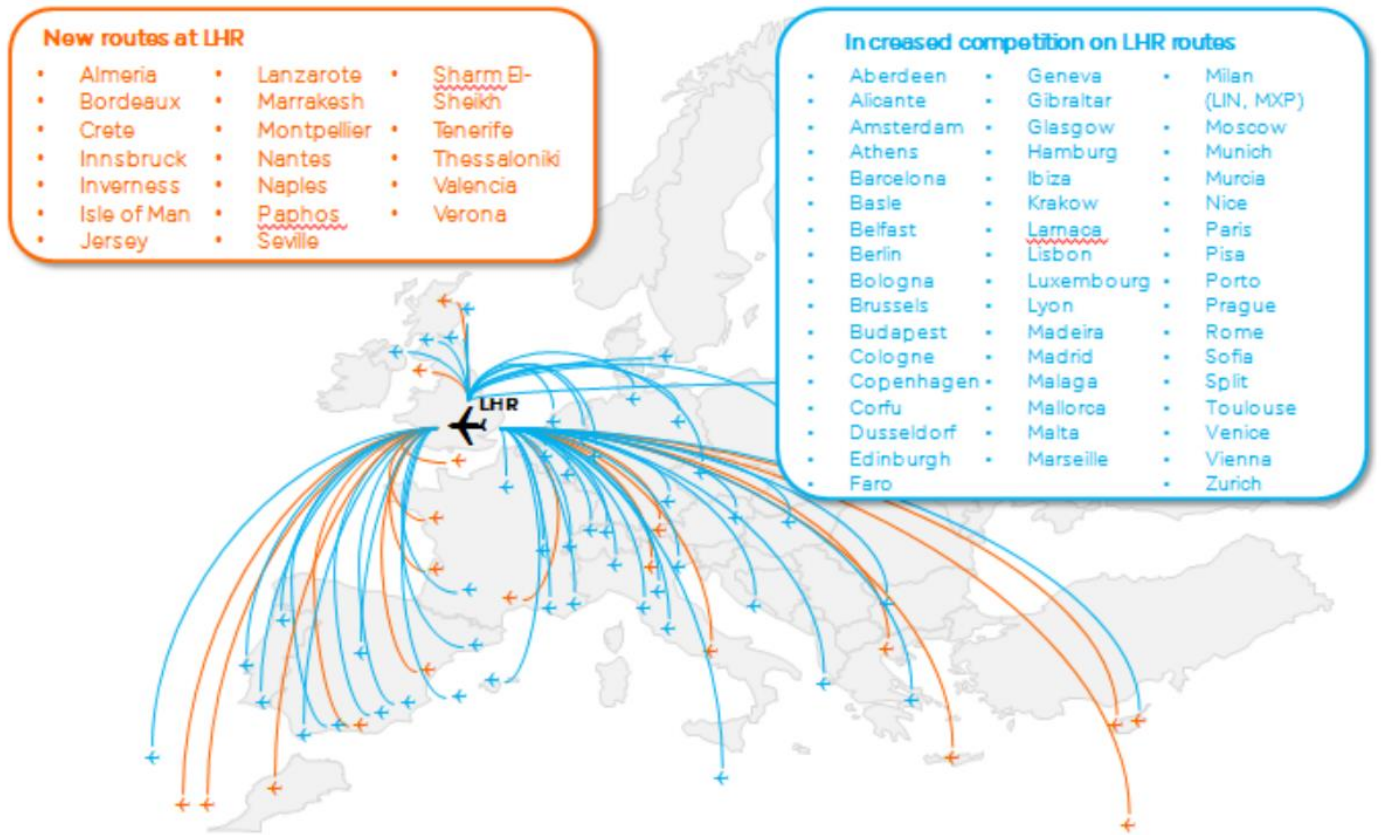 New routes at LHR
• Almeria
• Bordeaux
• Crete
• Innsbruck
• Inverness
• Isle of Man
• Jersey
• Lanzarote
• Marrakesh
• Montpellier
• Nantes
• Naples
• Paphos
• Seville
• Sharm El-
Sheikh
• Tenerife
• Thessaloniki
• Valencia
• Verona
Increased competition on LHR routes
• Aberdeen
• Alicante
• Amsterdam
• Athens
• Barcelona
• Basle
• Belfast
• Berlin
• Bologna
• Brussels
• Budapest
• Cologne
• Copenhagen
• Corfu
• Dusseldorf
• Edinburgh
• Faro
• Geneva
• Gibraltar
• Glasgow
• Hamburg
• Ibiza
• Krakow
• Larnaca
• Lisbon
• Luxembourg
• Lyon
• Madeira
• Madrid
• Malaga
• Mallorca
• Malta
• Marseille
• Milan
(LIN, MXP)
• Moscow
• Munich
• Murcia
• Nice
• Paris
• Pisa
• Porto
• Prague
• Rome
• Sofia
• Split
• Toulouse
• Venice
• Vienna
• Zurich
LHR